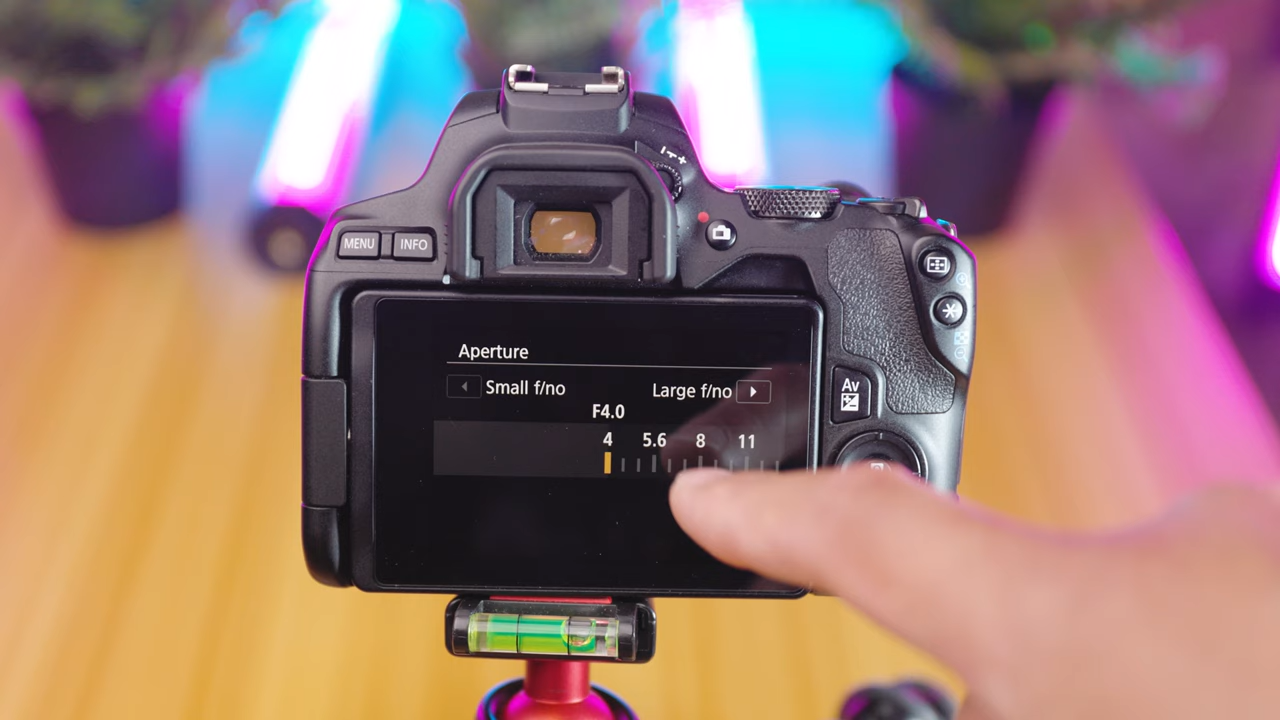 MENU INFO
Aperture
Small f/no Large f/no
F4.0
4 5.6 8 11
Av